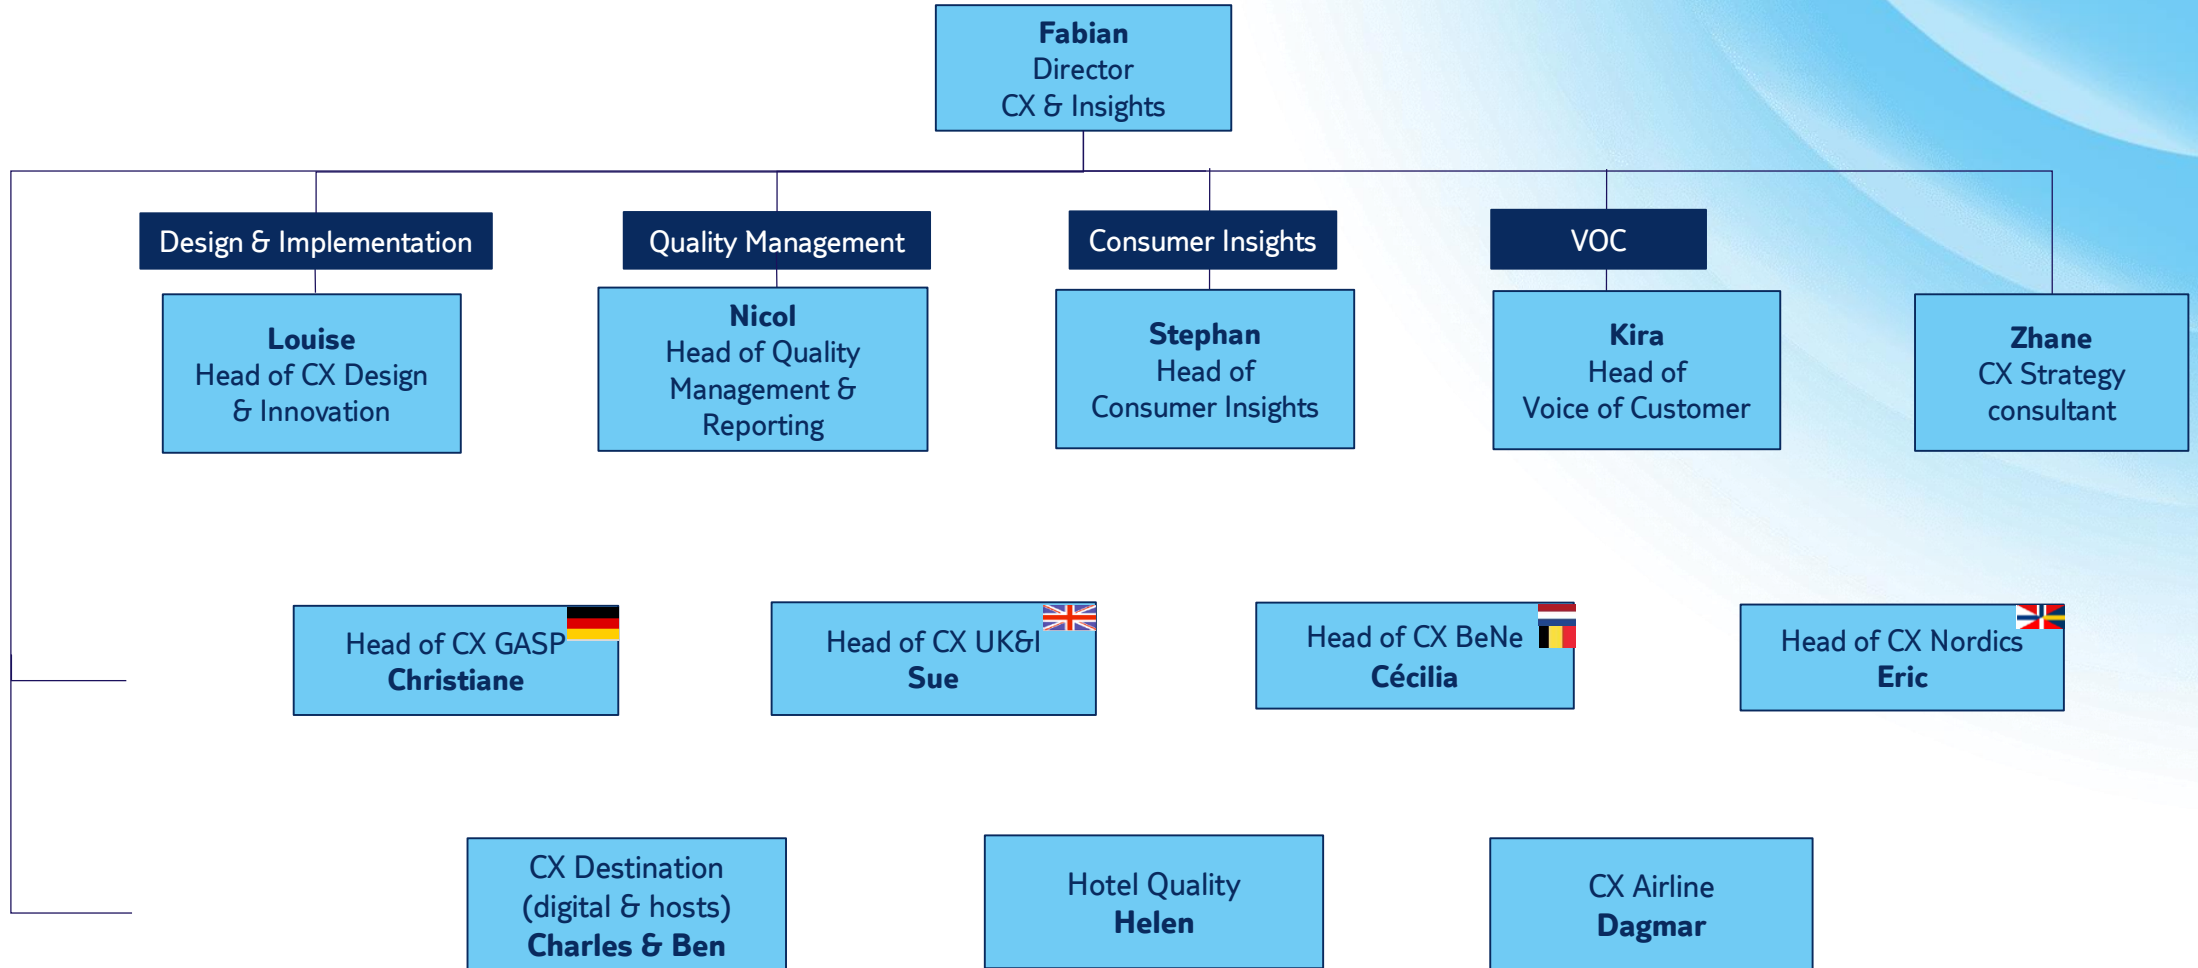 Fabian
Director
CX & Insights
Design & Implementation
Quality Management
Consumer Insights
VOC
Louise
Head of CX Design
& Innovation
Nicol
Head of Quality
Management &
Reporting
Stephan
Head of
Consumer Insights
Kira
Head of
Voice of Customer
Zhane
CX Strategy
consultant
Head of CX GASP
Christiane
Head of CX UK&I
Sue
Head of CX BeNe
Cécilia
Head of CX Nordics
Eric
CX Destination
(digital & hosts)
Charles & Ben
Hotel Quality
Helen
CX Airline
Dagmar